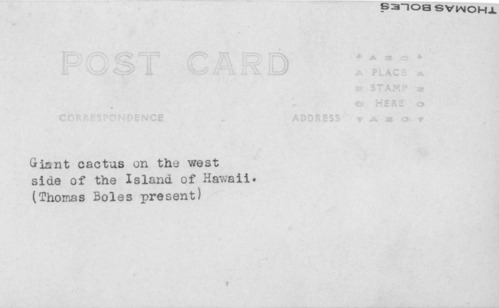 THOMAS BOLES
POST CARD
PLACE
STAMP
HERE
CORRESPONDENCE
ADDRESS
Giant cactus on the west
side of the Island of Hawaii.
(Thomas Boles present)